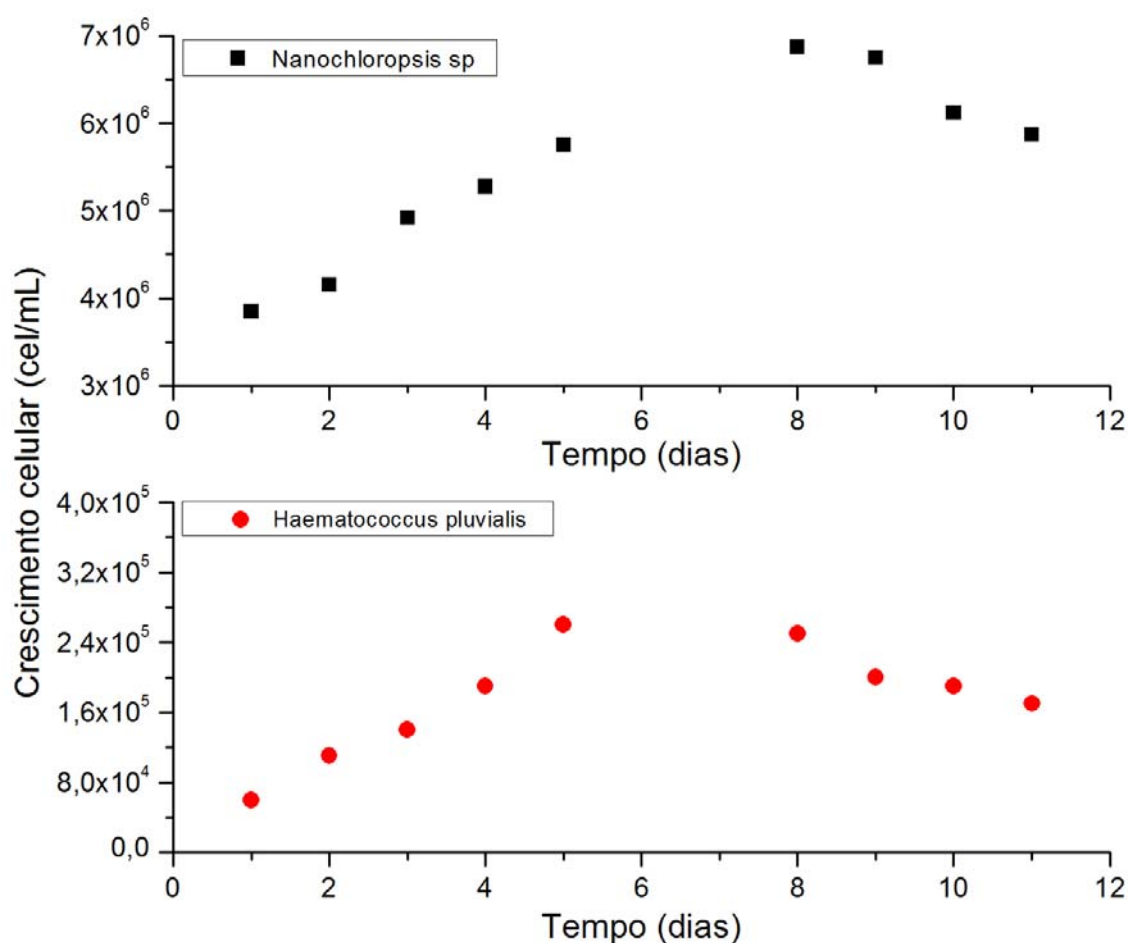 Crescimento celular (cel/mL)
Nanochloropsis sp
7x10⁶
6x10⁶
5x10⁶
4x10⁶
3x10⁶
0 2 4 6 8 10 12
Tempo (dias)
Haematococcus pluvialis
4,0x10⁵
3,2x10⁵
2,4x10⁵
1,6x10⁵
8,0x10⁴
0,0
0 2 4 6 8 10 12
Tempo (dias)